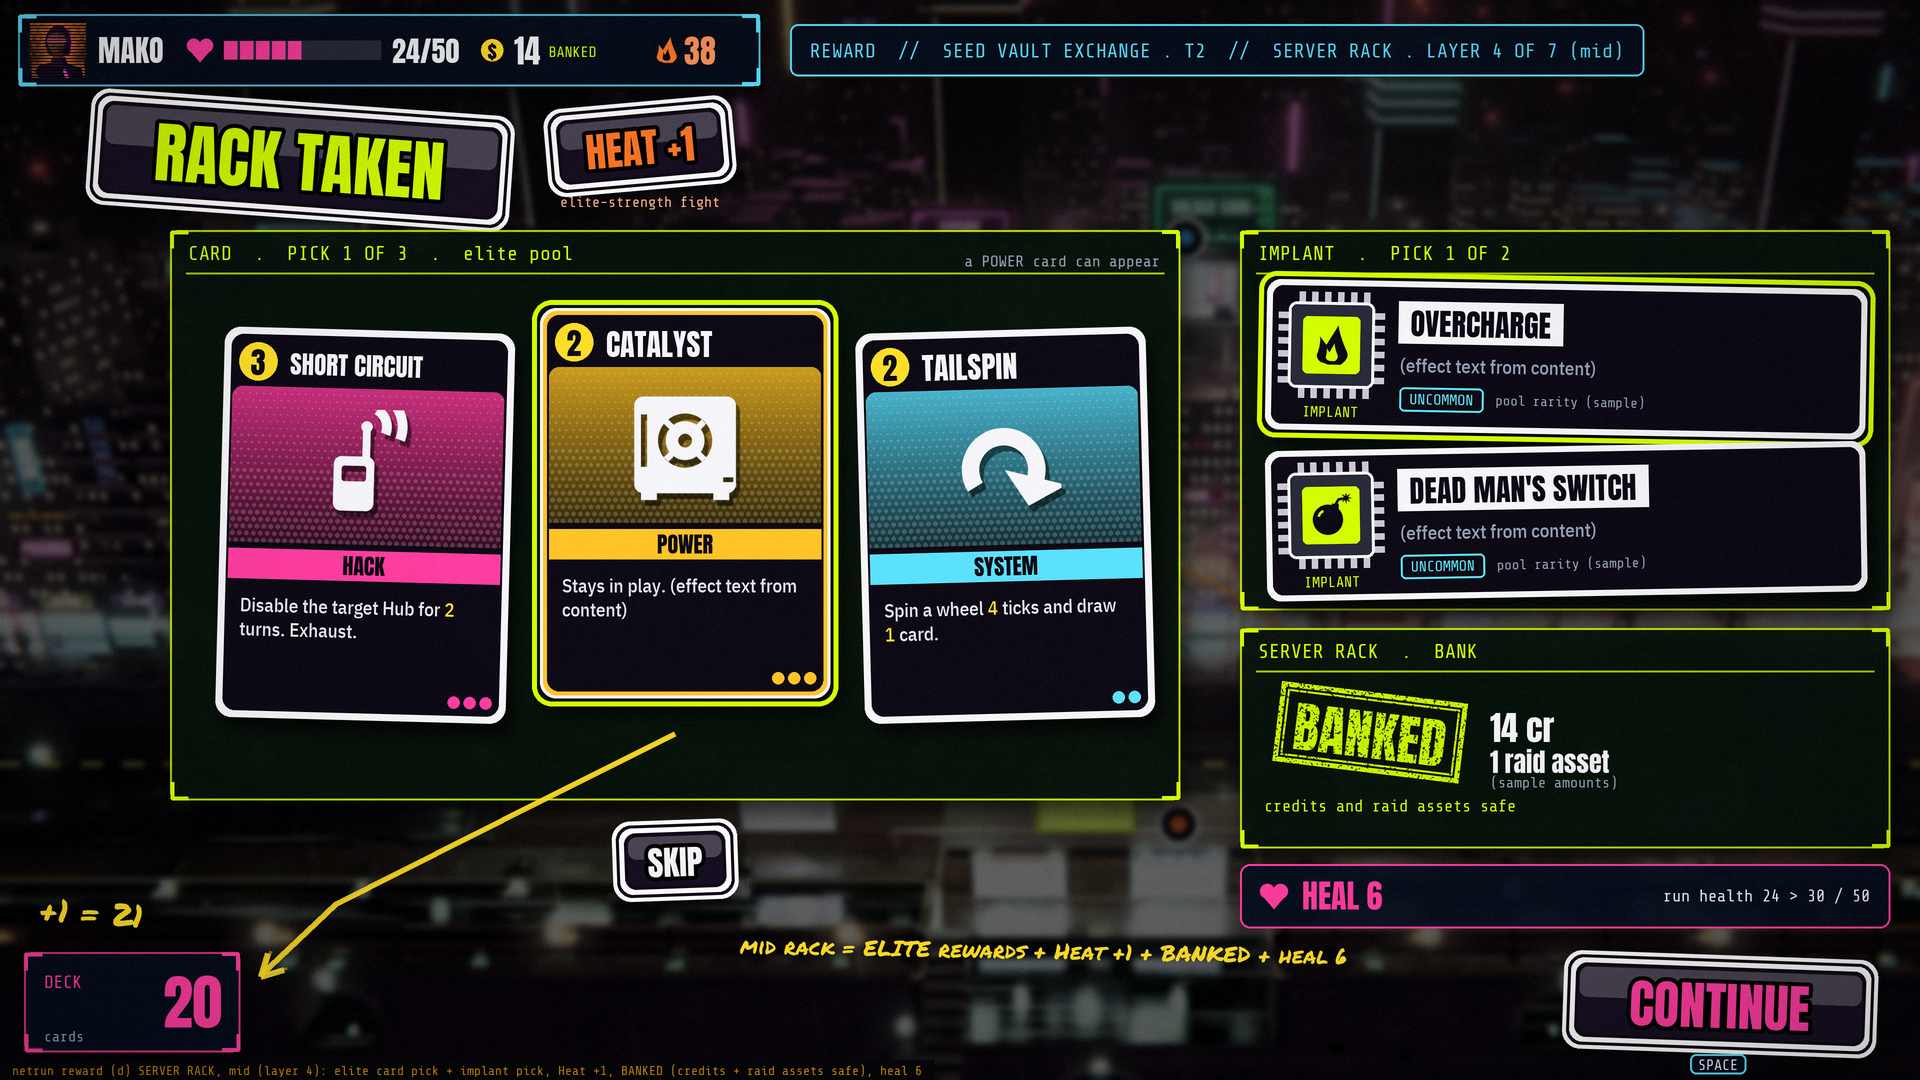 MAKO
24/50
14 BANKED
38
REWARD // SEED VAULT EXCHANGE . T2 // SERVER RACK . LAYER 4 OF 7 (mid)
RACK TAKEN
HEAT +1
elite-strength fight
CARD . PICK 1 OF 3 . elite pool
a POWER card can appear
3 SHORT CIRCUIT
HACK
Disable the target Hub for 2
turns. Exhaust.
2 CATALYST
POWER
Stays in play. (effect text from
content)
2 TAILSPIN
SYSTEM
Spin a wheel 4 ticks and draw
1 card.
IMPLANT . PICK 1 OF 2
OVERCHARGE
(effect text from content)
UNCOMMON pool rarity (sample)
IMPLANT
DEAD MAN'S SWITCH
(effect text from content)
UNCOMMON pool rarity (sample)
IMPLANT
SERVER RACK . BANK
BANKED
14 cr
1 raid asset
(sample amounts)
credits and raid assets safe
SKIP
HEAL 6
run health 24 > 30 / 50
+1 = 21
MID RACK = ELITE REWARDS + HEAT +1 + BANKED + HEAL 6
DECK
20
cards
CONTINUE
SPACE
netrun reward (d) SERVER RACK, mid (layer 4): elite card pick + implant pick, Heat +1, BANKED (credits + raid assets safe), heal 6